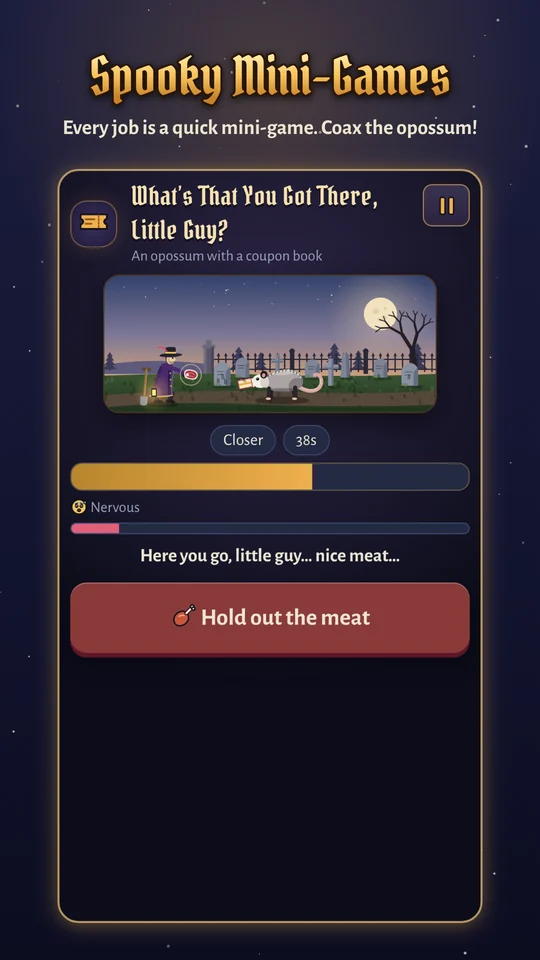 Spooky Mini-Games
Every job is a quick mini-game. Coax the opossum!
What's That You Got There,
Little Guy?
An opossum with a coupon book
Closer
38s
Nervous
Here you go, little guy... nice meat...
Hold out the meat